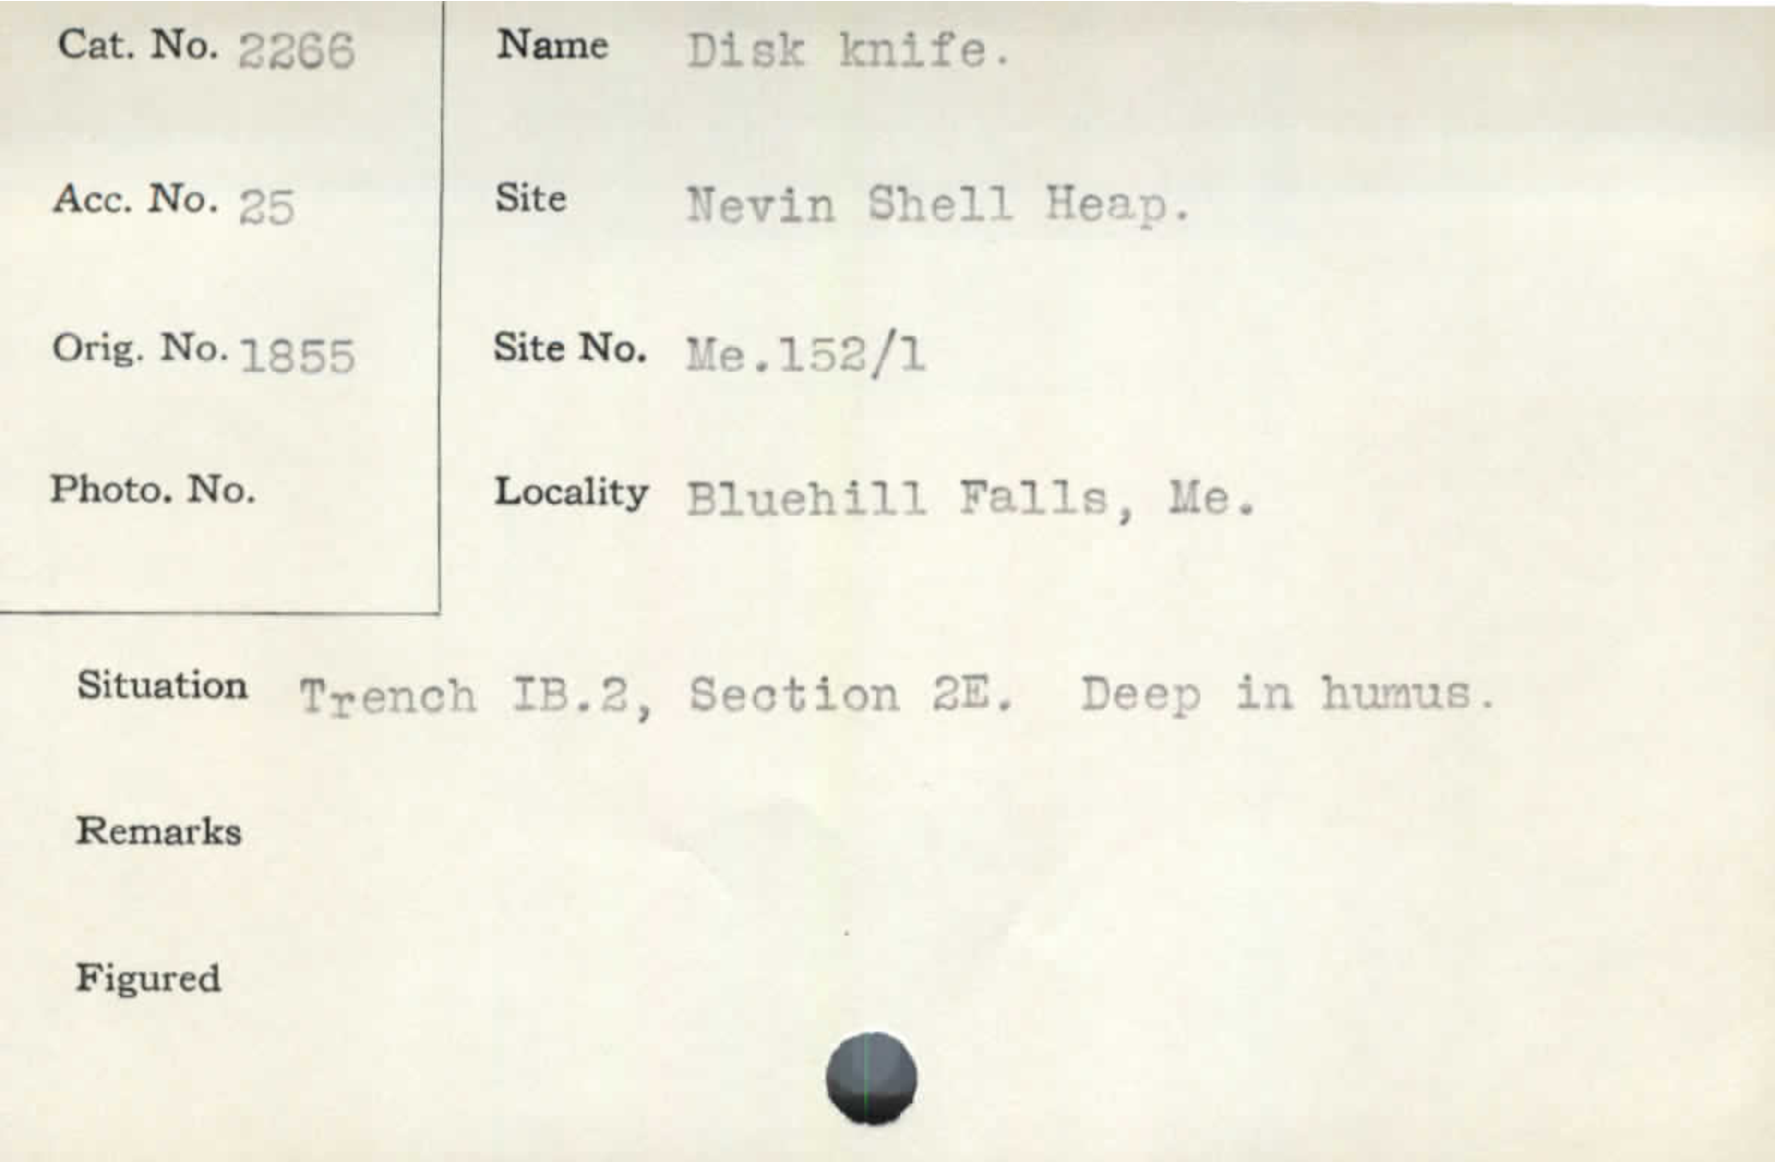 Cat. No. 2266
Name Disk knife.
Acc. No. 25
Site Nevin Shell Heap.
Orig. No. 1855
Site No. Me.152/1
Photo. No.
Locality Bluehill Falls, Me.
Situation Trench IB.2, Section 2E. Deep in humus.
Remarks
Figured